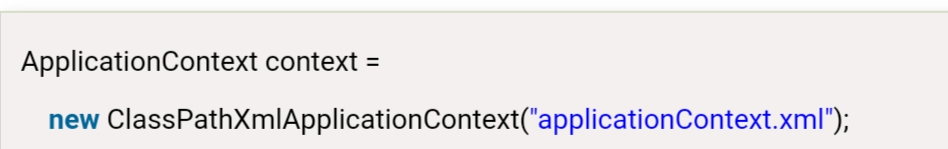 ApplicationContext context =
new ClassPathXmlApplicationContext("applicationContext.xml");